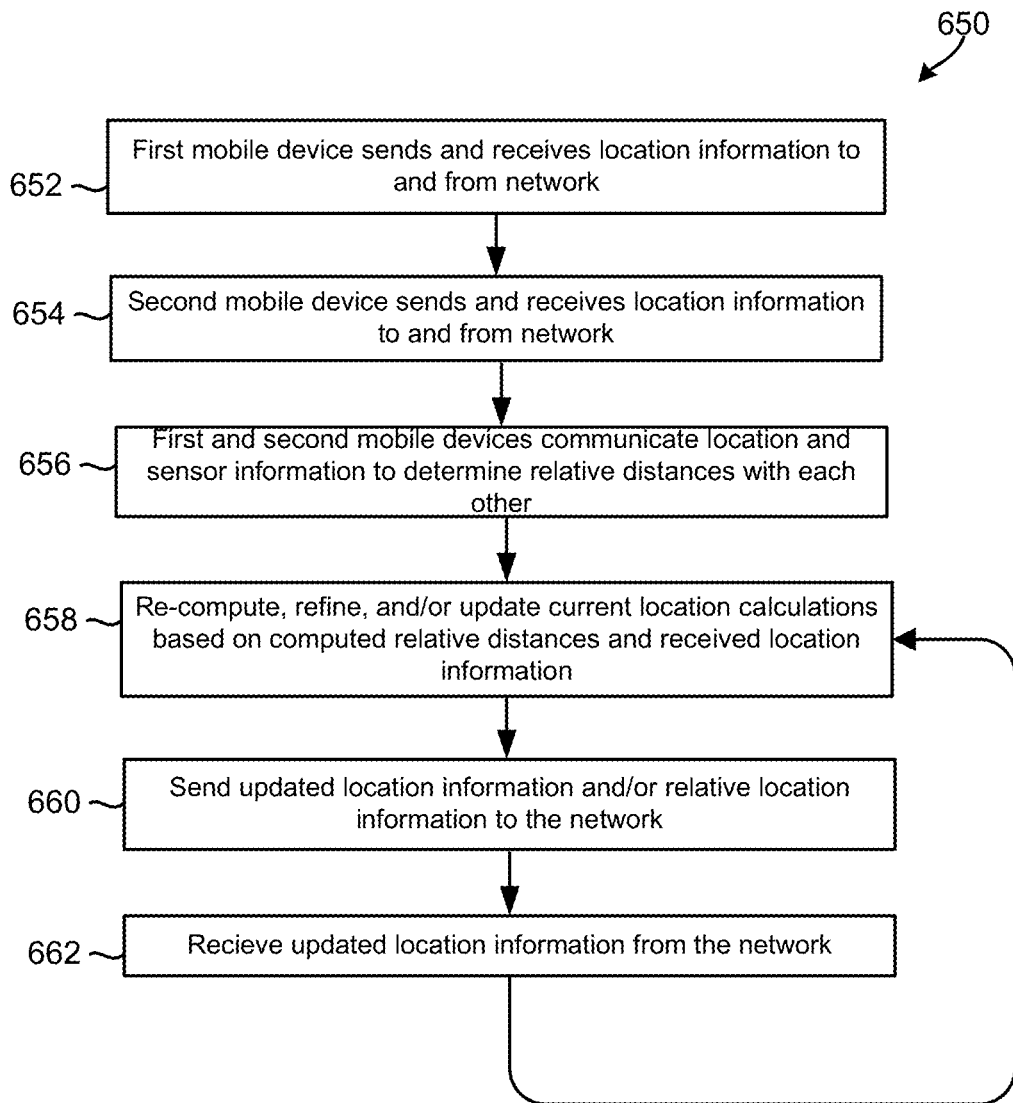 650
First mobile device sends and receives location information to
and from network
652
Second mobile device sends and receives location information
to and from network
654
First and second mobile devices communicate location and
sensor information to determine relative distances with each
other
656
Re-compute, refine, and/or update current location calculations
based on computed relative distances and received location
information
658
Send updated location information and/or relative location
information to the network
660
Recieve updated location information from the network
662